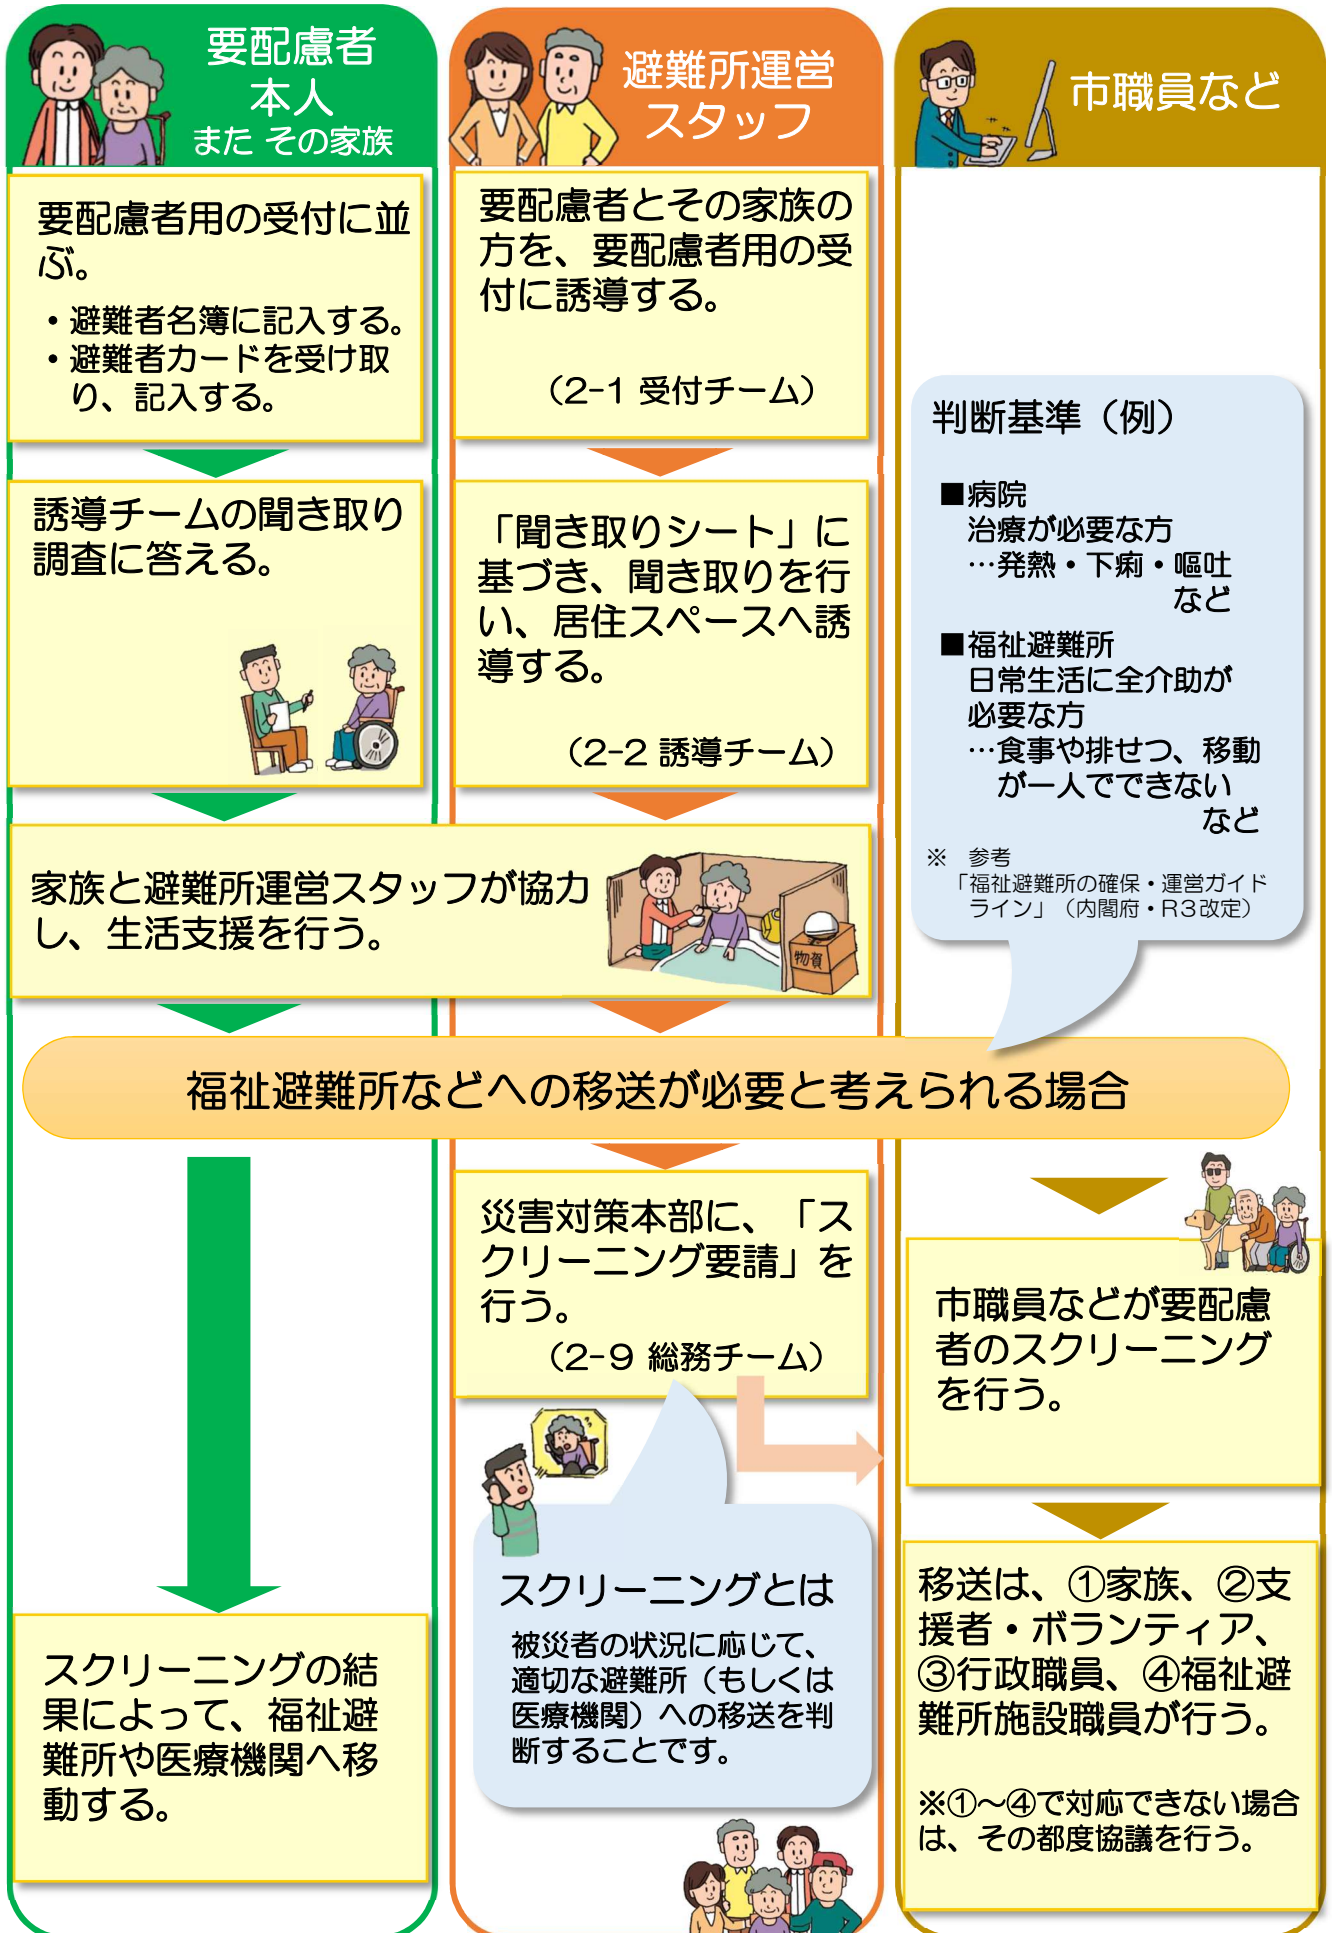 要配慮者
本人
また その家族
要配慮者用の受付に並
ぶ。
・避難者名簿に記入する。
・避難者カードを受け取
り、記入する。
誘導チームの聞き取り
調査に答える。
避難所運営
スタッフ
要配慮者とその家族の
方を、要配慮者用の受
付に誘導する。
（2-1 受付チーム）
「聞き取りシート」に
基づき、聞き取りを行
い、居住スペースへ誘
導する。
（2-2 誘導チーム）
家族と避難所運営スタッフが協力
し、生活支援を行う。
物資
市職員など
判断基準（例）
■病院
治療が必要な方
…発熱・下痢・嘔吐
など
■福祉避難所
日常生活に全介助が
必要な方
…食事や排せつ、移動
が一人でできない
など
※ 参考
「福祉避難所の確保・運営ガイド
ライン」（内閣府・R3改定）
福祉避難所などへの移送が必要と考えられる場合
スクリーニングの結
果によって、福祉避
難所や医療機関へ移
動する。
災害対策本部に、「ス
クリーニング要請」を
行う。
（2-9 総務チーム）
スクリーニングとは
被災者の状況に応じて、
適切な避難所（もしくは
医療機関）への移送を判
断することです。
市職員などが要配慮
者のスクリーニング
を行う。
移送は、①家族、②支
援者・ボランティア、
③行政職員、④福祉避
難所施設職員が行う。
※①～④で対応できない場合
は、その都度協議を行う。